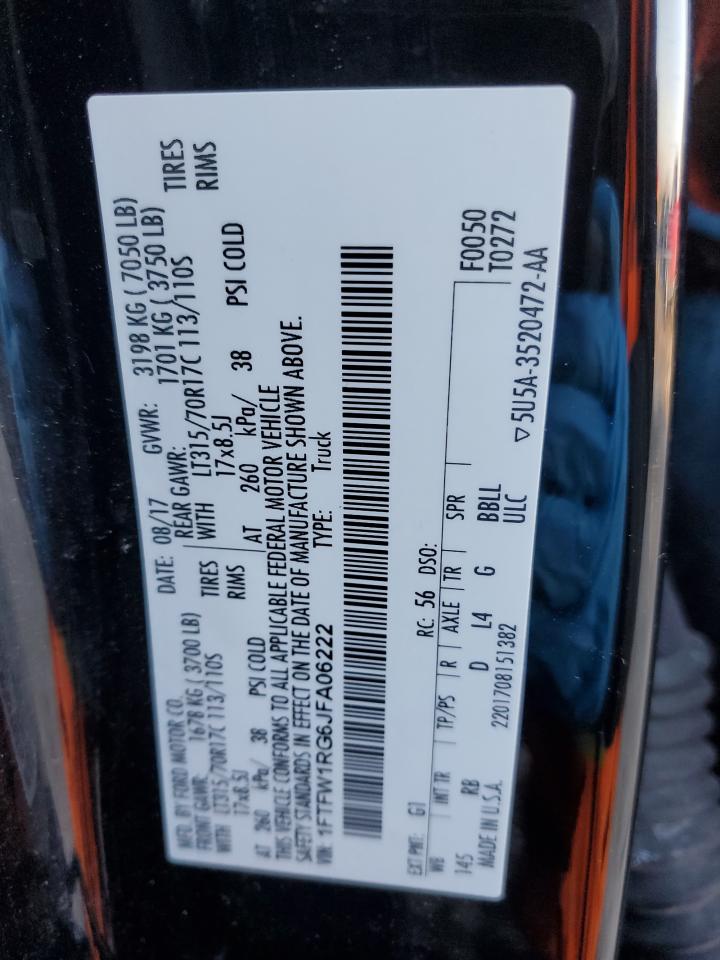 MFD. BY FORD MOTOR CO.
DATE: 08/17 GVWR: 3198 KG ( 7050 LB)
FRONT GAWR: 1678 KG ( 3700 LB) REAR GAWR: 1701 KG ( 3750 LB)
WITH LT315/70R17C 113/110S TIRES WITH LT315/70R17C 113/110S TIRES
17x8.5J RIMS 17x8.5J RIMS
AT 260 kPa/ 38 PSI COLD AT 260 kPa/ 38 PSI COLD
THIS VEHICLE CONFORMS TO ALL APPLICABLE FEDERAL MOTOR VEHICLE
SAFETY STANDARDS IN EFFECT ON THE DATE OF MANUFACTURE SHOWN ABOVE.
VIN: 1FTFW1RG6JFA06222 TYPE: Truck
EXT PNT: G1 RC: 56 DSO:
WB INT TR TP/PS R AXLE TR SPR F0050
145 RB D L4 G BBLL T0272
ULC
MADE IN U.S.A. 2201708151382 ▽5U5A-3520472-AA